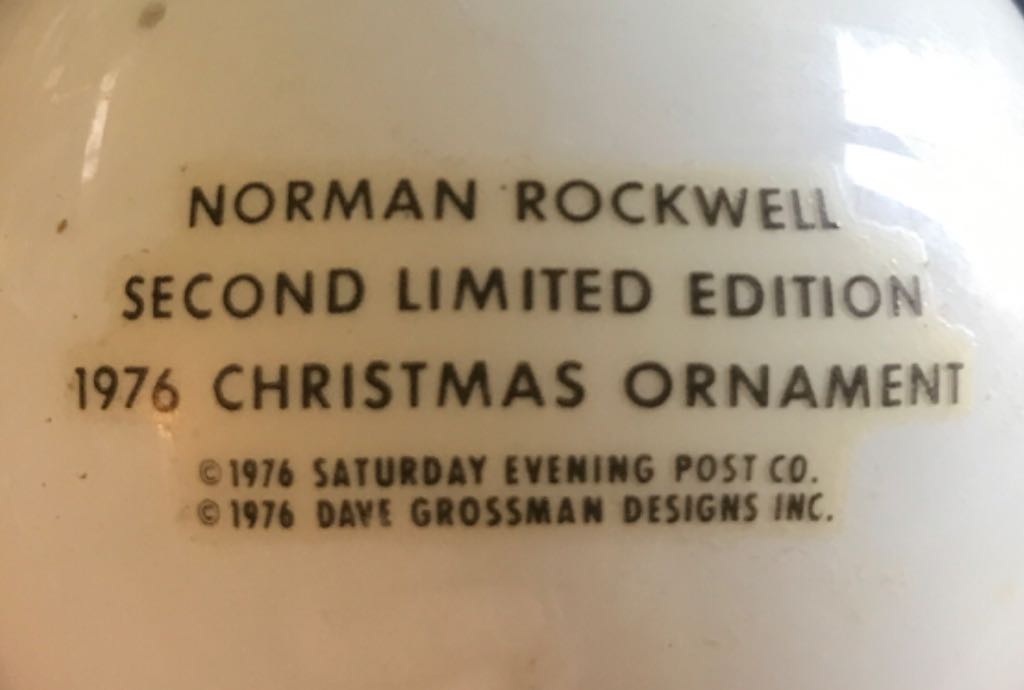 NORMAN ROCKWELL
SECOND LIMITED EDITION
1976 CHRISTMAS ORNAMENT
© 1976 SATURDAY EVENING POST CO.
© 1976 DAVE GROSSMAN DESIGNS INC.